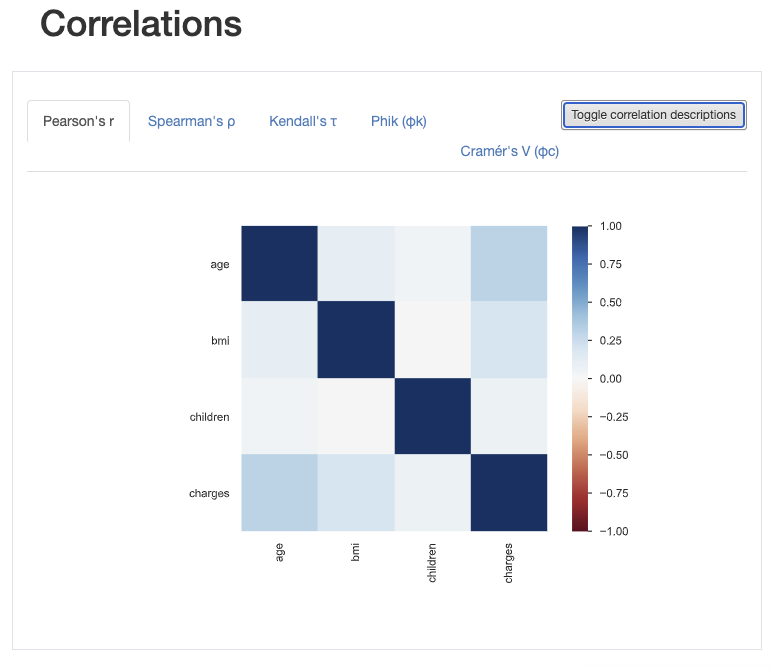 Correlations
Pearson's r
Spearman's ρ
Kendall's τ
Phik (φk)
Toggle correlation descriptions
Cramér's V (φc)
age
bmi
children
charges
1.00
0.75
0.50
0.25
0.00
−0.25
−0.50
−0.75
−1.00
age
bmi
children
charges